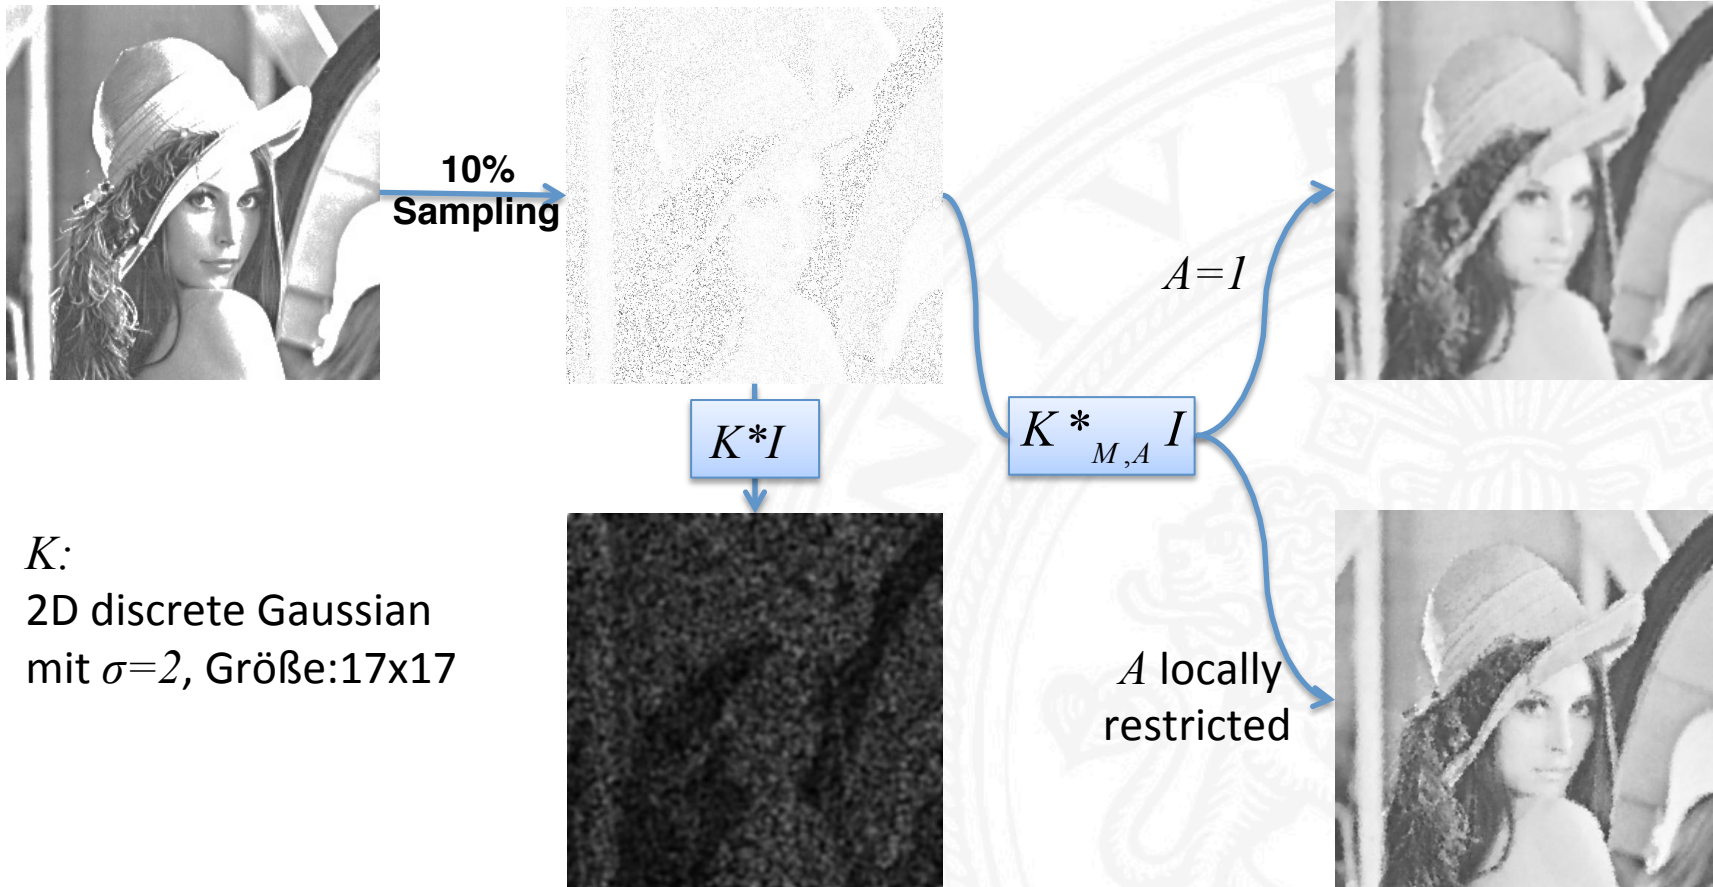 10%
Sampling
A=1
K*I
K *M,A I
K:
2D discrete Gaussian
mit σ=2, Größe:17x17
A locally
restricted